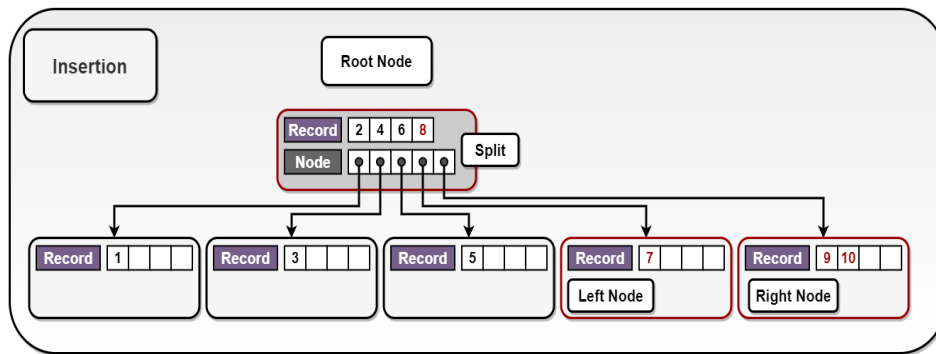 Insertion
Root Node
Record 2 4 6 8
Node
Split
Record 1
Record 3
Record 5
Record 7
Left Node
Record 9 10
Right Node